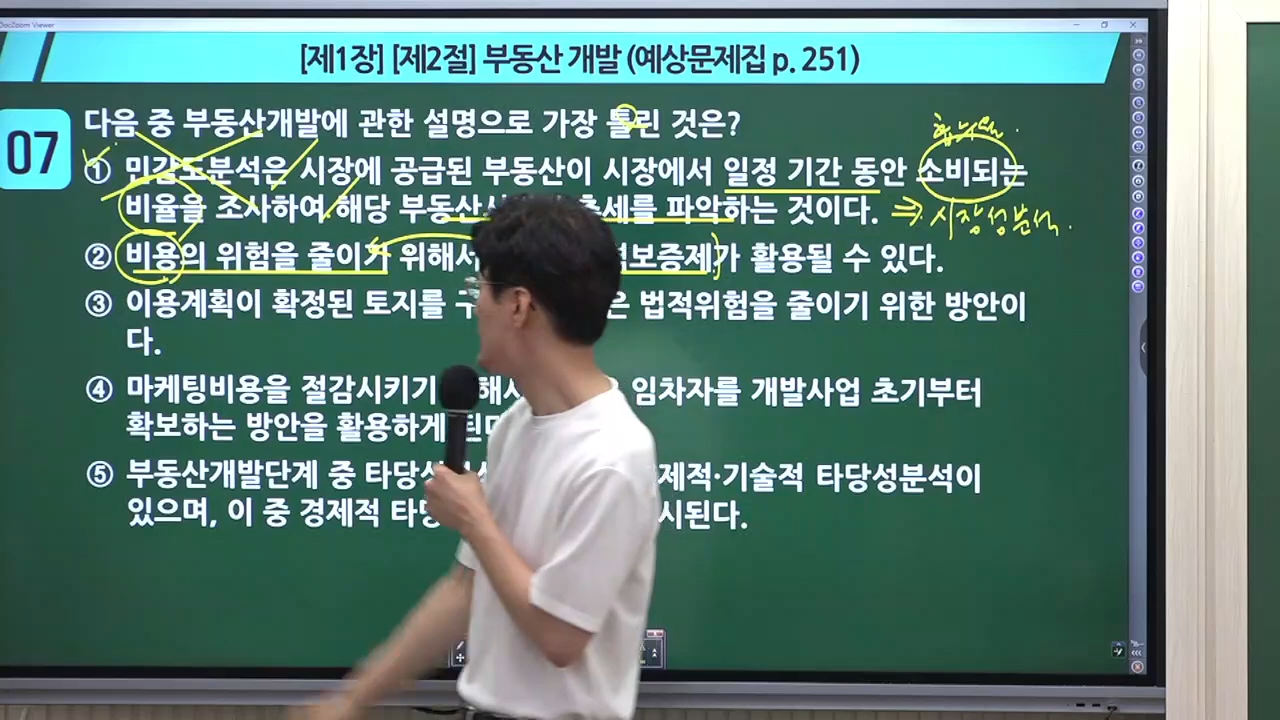 DocZoom Viewer
[제1장] [제2절] 부동산 개발 (예상문제집 p. 251)
07
다음 중 부동산개발에 관한 설명으로 가장 틀린 것은?
① 민감도분석은 시장에 공급된 부동산이 시장에서 일정 기간 동안 소비되는
비율을 조사하여 해당 부동산시 추세를 파악하는 것이다. ⇒ 시장성분석.
② 비용의 위험을 줄이기 위해서 보증제가 활용될 수 있다.
③ 이용계획이 확정된 토지를 구 은 법적위험을 줄이기 위한 방안이
다.
④ 마케팅비용을 절감시키기 해서 임차자를 개발사업 초기부터
확보하는 방안을 활용하게 된다
⑤ 부동산개발단계 중 타당성 제적·기술적 타당성분석이
있으며, 이 중 경제적 타당 시된다.